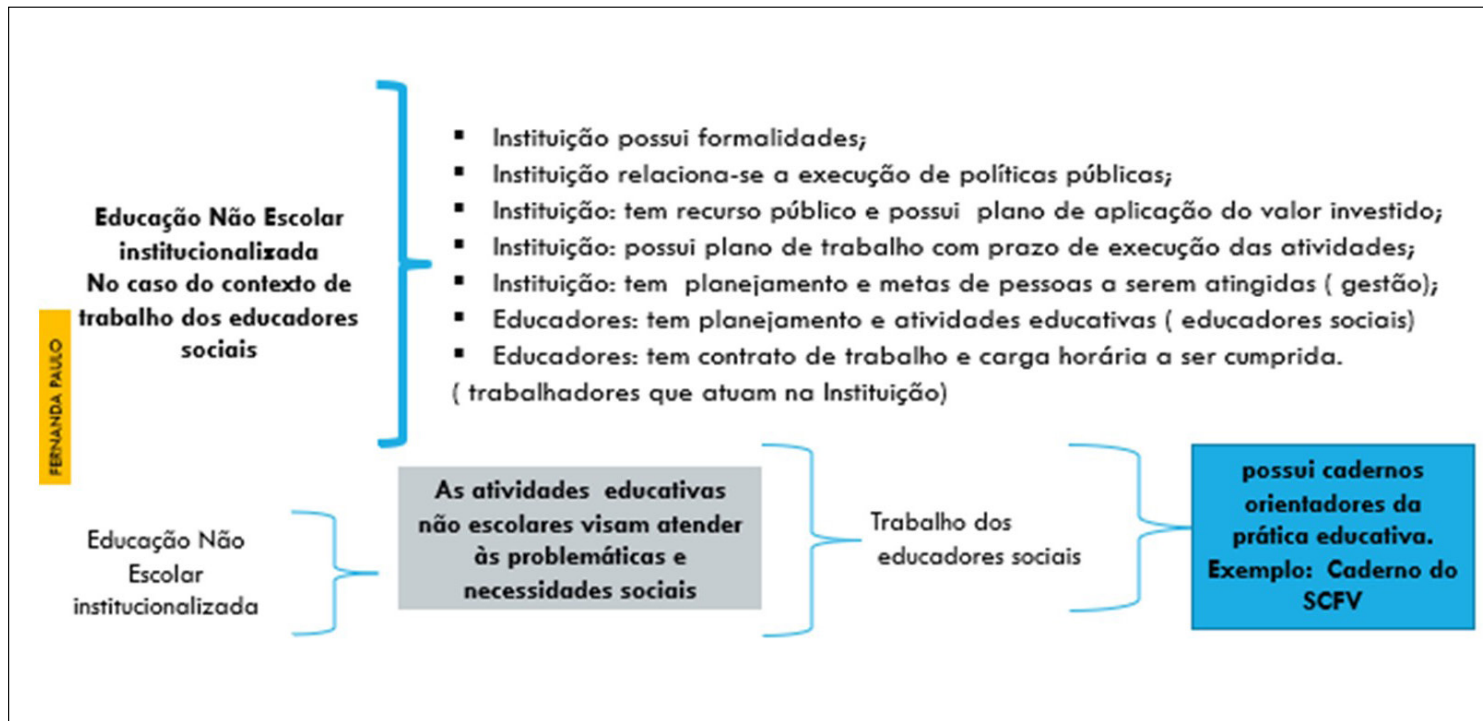 Educação Não Escolar
institucionalizada
No caso do contexto de
trabalho dos educadores
sociais
▪ Instituição possui formalidades;
▪ Instituição relaciona-se a execução de políticas públicas;
▪ Instituição: tem recurso público e possui plano de aplicação do valor investido;
▪ Instituição: possui plano de trabalho com prazo de execução das atividades;
▪ Instituição: tem planejamento e metas de pessoas a serem atingidas ( gestão);
▪ Educadores: tem planejamento e atividades educativas ( educadores sociais)
▪ Educadores: tem contrato de trabalho e carga horária a ser cumprida.
( trabalhadores que atuam na Instituição)
FERNANDA PAULO
Educação Não
Escolar
institucionalizada
As atividades educativas
não escolares visam atender
às problemáticas e
necessidades sociais
Trabalho dos
educadores sociais
possui cadernos
orientadores da
prática educativa.
Exemplo: Caderno do
SCFV